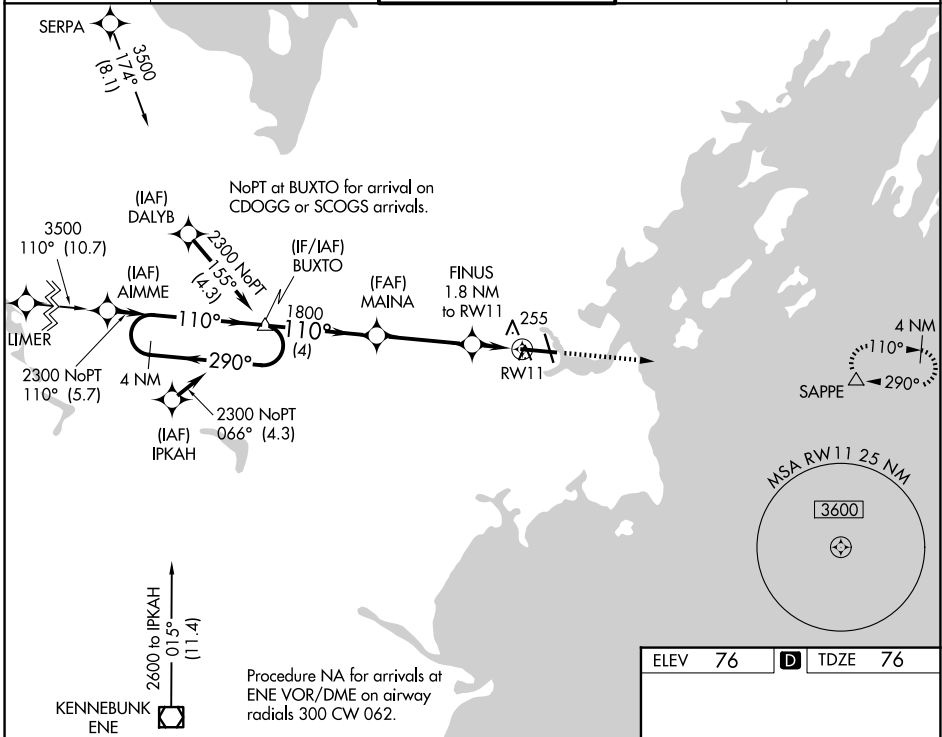 SERPA
3500
174°
(8.1)
NoPT at BUXTO for arrival on
CDOGG or SCOGS arrivals.
(IAF)
DALYB
2300 NoPT
155°
(4.3)
(IF/IAF)
BUXTO
3500
110° (10.7)
(IAF)
AIMME
LIMER
110°
1800
110°
(4)
(FAF)
MAINA
FINUS
1.8 NM
to RW11
255
RW11
290°
4 NM
2300 NoPT
110° (5.7)
(IAF)
IPKAH
2300 NoPT
066° (4.3)
4 NM
110°
SAPPE
290°
MSA RW11 25 NM
3600
2600 to IPKAH
015°
(11.4)
KENNEBUNK
ENE
Procedure NA for arrivals at
ENE VOR/DME on airway
radials 300 CW 062.
ELEV 76 D TDZE 76